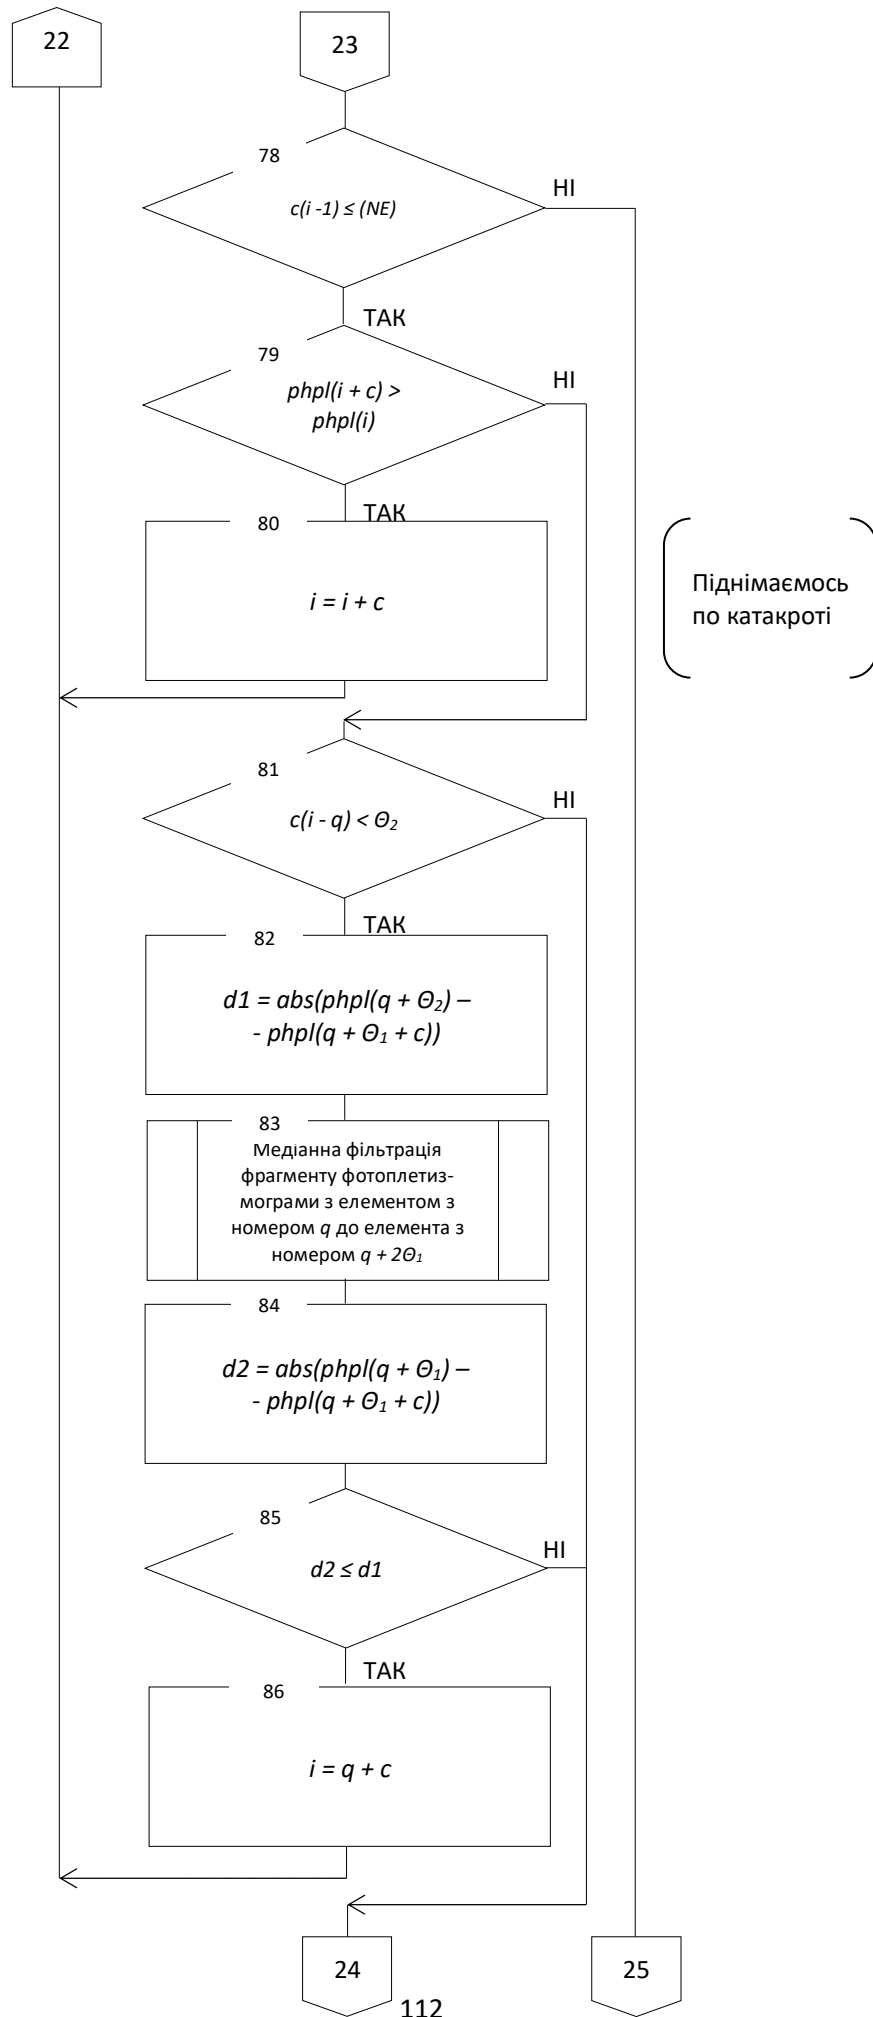 22
23
78
НІ
c(i -1) ≤ (NE)
ТАК
79
НІ
phpl(i + c) >
phpl(i)
ТАК
80
i = i + c
Піднімаємось
по катакроті
81
НІ
c(i - q) < Θ₂
ТАК
82
d1 = abs(phpl(q + Θ₂) –
- phpl(q + Θ₁ + c))
83
Медіанна фільтрація
фрагменту фотоплетиз-
мограми з елементом з
номером q до елемента з
номером q + 2Θ₁
84
d2 = abs(phpl(q + Θ₁) –
- phpl(q + Θ₁ + c))
85
НІ
d2 ≤ d1
ТАК
86
i = q + c
24
25
112